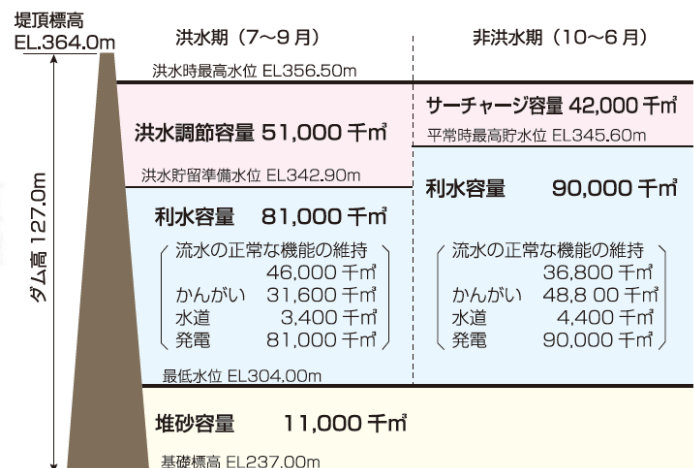 堤頂標高
EL.364.0m
洪水期（7～9月）
非洪水期（10～6月）
洪水時最高水位 EL356.50m
サーチャージ容量 42,000 千㎥
洪水調節容量 51,000 千㎥
平常時最高貯水位 EL345.60m
洪水貯留準備水位 EL342.90m
利水容量 90,000 千㎥
利水容量 81,000 千㎥
流水の正常な機能の維持
46,000 千㎥
かんがい 31,600 千㎥
水道 3,400 千㎥
発電 81,000 千㎥
流水の正常な機能の維持
36,800 千㎥
かんがい 48,8 00 千㎥
水道 4,400 千㎥
発電 90,000 千㎥
ダム高 127.0m
最低水位 EL304.00m
堆砂容量 11,000 千㎥
基礎標高 EL237.00m